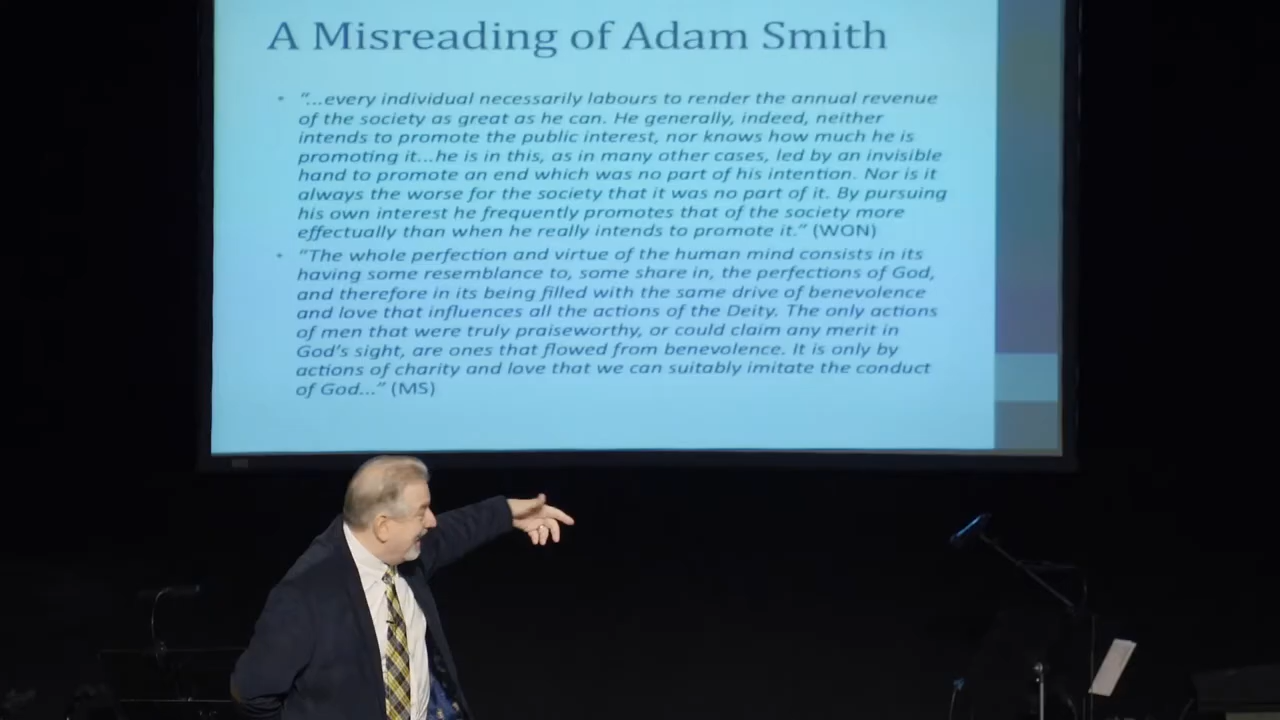 A Misreading of Adam Smith
• "...every individual necessarily labours to render the annual revenue
of the society as great as he can. He generally, indeed, neither
intends to promote the public interest, nor knows how much he is
promoting it...he is in this, as in many other cases, led by an invisible
hand to promote an end which was no part of his intention. Nor is it
always the worse for the society that it was no part of it. By pursuing
his own interest he frequently promotes that of the society more
effectually than when he really intends to promote it." (WON)
• "The whole perfection and virtue of the human mind consists in its
having some resemblance to, some share in, the perfections of God,
and therefore in its being filled with the same drive of benevolence
and love that influences all the actions of the Deity. The only actions
of men that were truly praiseworthy, or could claim any merit in
God's sight, are ones that flowed from benevolence. It is only by
actions of charity and love that we can suitably imitate the conduct
of God..." (MS)